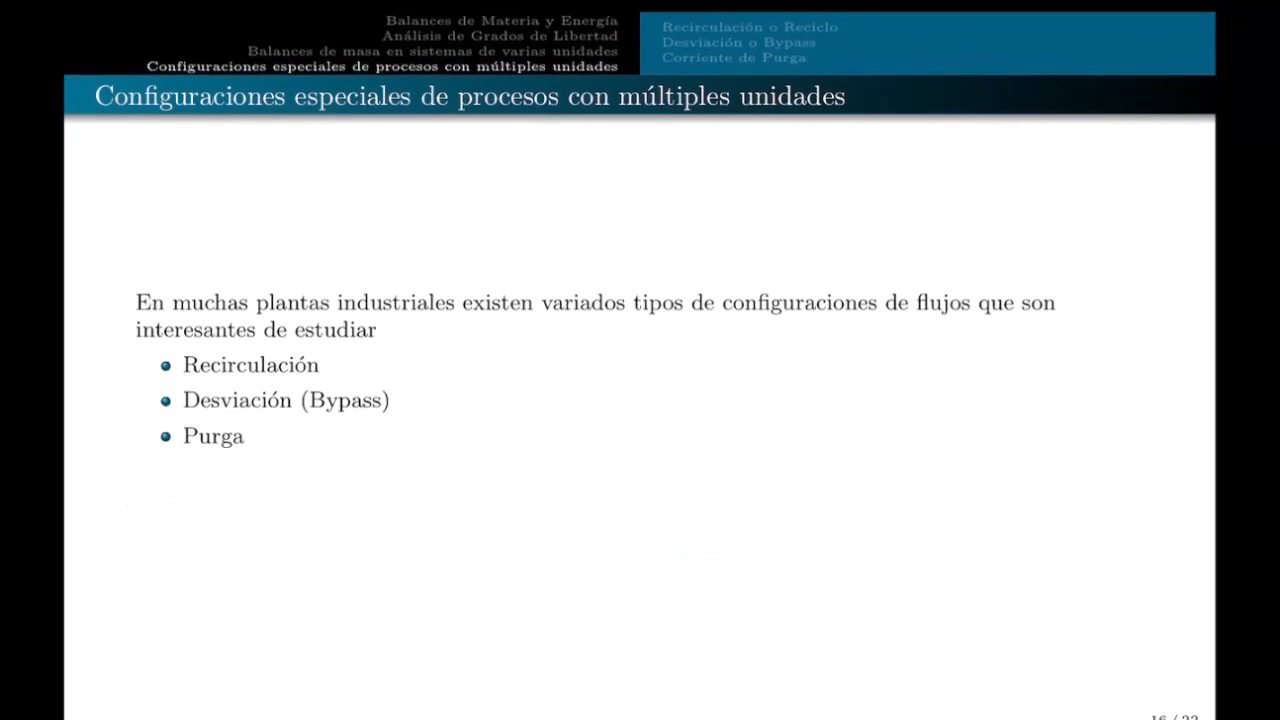 Balances de Materia y Energía
Análisis de Grados de Libertad
Balances de masa en sistemas de varias unidades
Configuraciones especiales de procesos con múltiples unidades
Recirculación o Reciclo
Desviación o Bypass
Corriente de Purga
Configuraciones especiales de procesos con múltiples unidades
En muchas plantas industriales existen variados tipos de configuraciones de flujos que son
interesantes de estudiar
Recirculación
Desviación (Bypass)
Purga